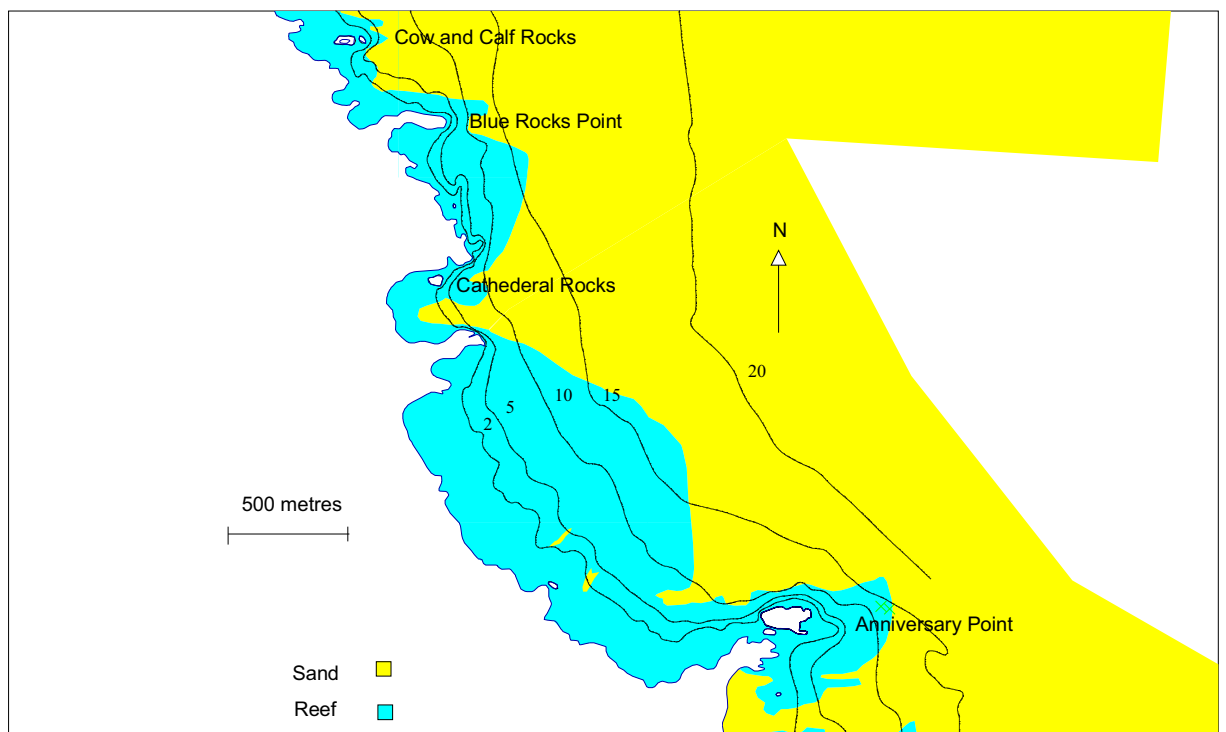 Cow and Calf Rocks
Blue Rocks Point
N
Cathederal Rocks
20
10
15
5
2
500 metres
Anniversary Point
Sand
Reef